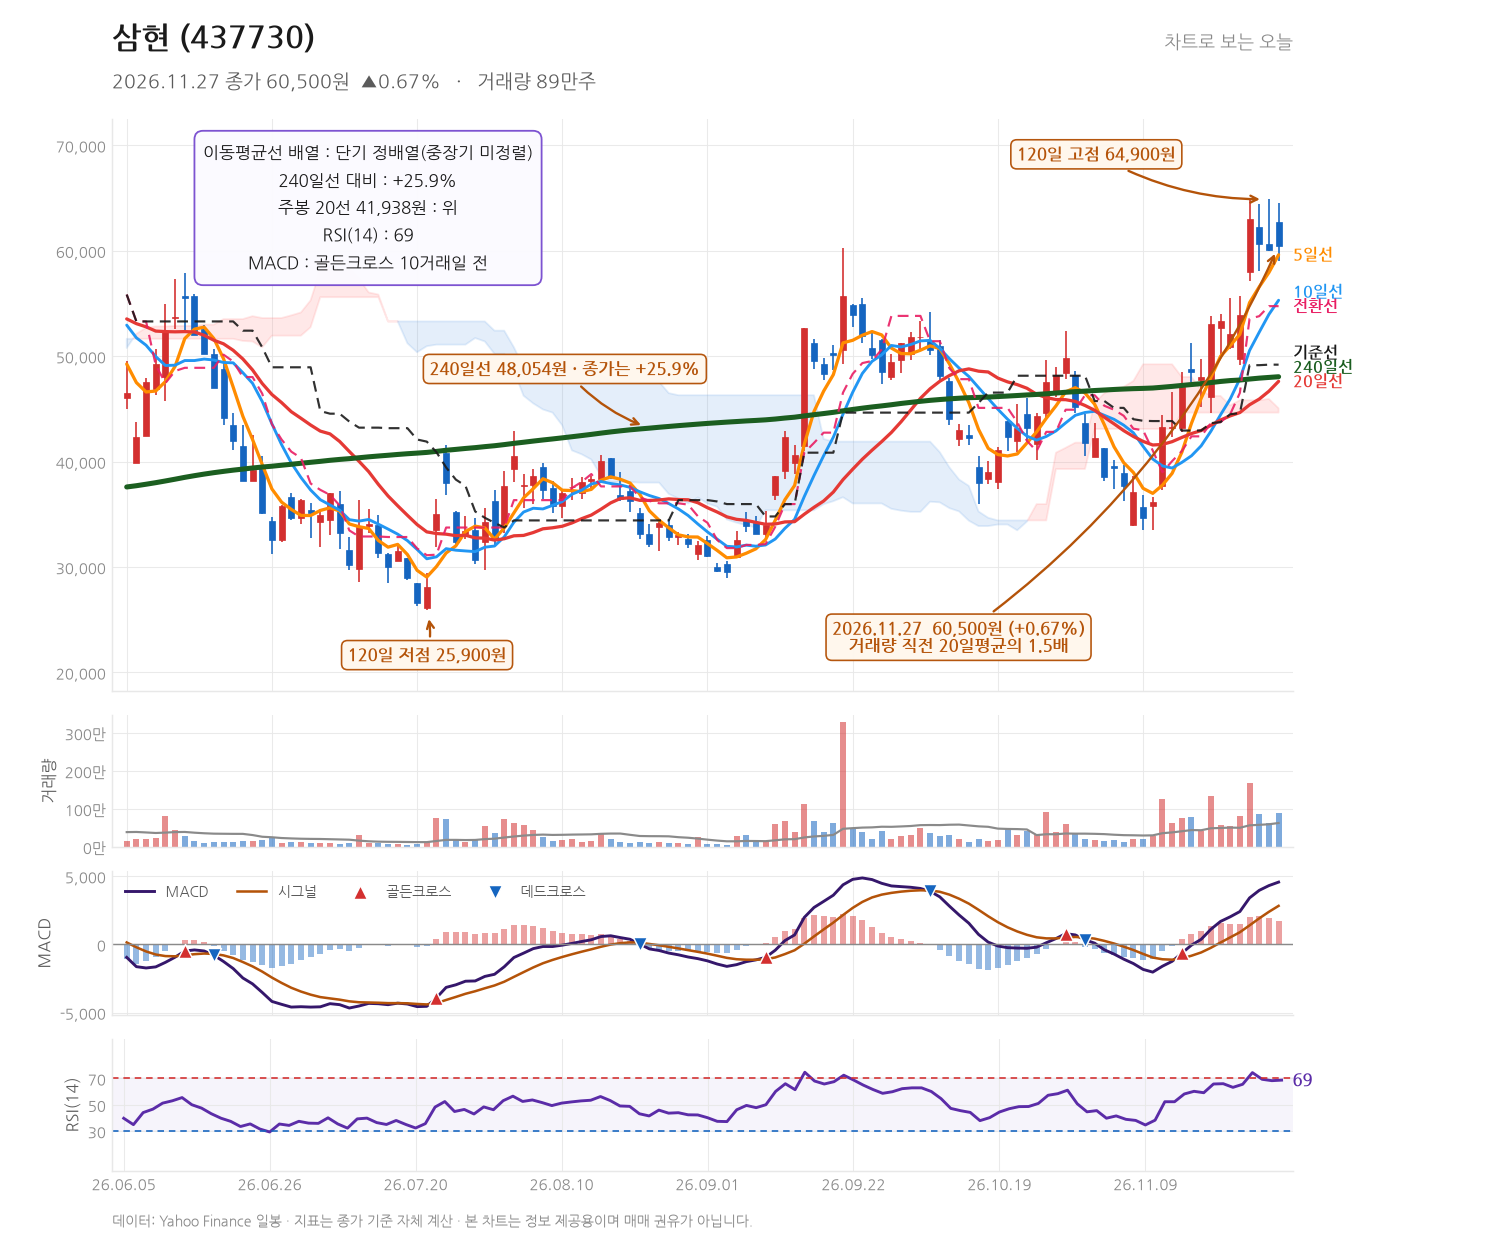 삼현 (437730)
차트로 보는 오늘
2026.11.27 종가 60,500원 ▲0.67% · 거래량 89만주
70,000
60,000
50,000
40,000
30,000
20,000
이동평균선 배열 : 단기 정배열(중장기 미정렬)
240일선 대비 : +25.9%
주봉 20선 41,938원 : 위
RSI(14) : 69
MACD : 골든크로스 10거래일 전
120일 고점 64,900원
240일선 48,054원 · 종가는 +25.9%
120일 저점 25,900원
2026.11.27 60,500원 (+0.67%)
거래량 직전 20일평균의 1.5배
5일선
10일선
전환선
기준선
240일선
20일선
거래량
300만
200만
100만
0만
MACD
5,000
0
-5,000
MACD
시그널
골든크로스
데드크로스
RSI(14)
70
50
30
69
26.06.05
26.06.26
26.07.20
26.08.10
26.09.01
26.09.22
26.10.19
26.11.09
데이터: Yahoo Finance 일봉 · 지표는 종가 기준 자체 계산 · 본 차트는 정보 제공용이며 매매 권유가 아닙니다.